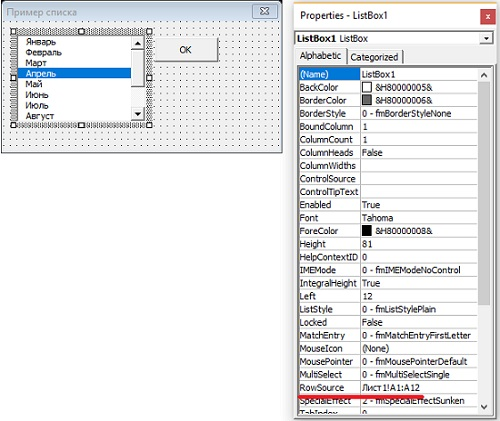 Пример списка
Январь
Февраль
Март
Апрель
Май
Июнь
Июль
Август
OK
Properties - ListBox1
ListBox1 ListBox
Alphabetic Categorized
(Name) ListBox1
BackColor &H80000005&
BorderColor &H80000006&
BorderStyle 0 - fmBorderStyleNone
BoundColumn 1
ColumnCount 1
ColumnHeads False
ColumnWidths
ControlSource
ControlTipText
Enabled True
Font Tahoma
ForeColor &H80000008&
Height 81
HelpContextID 0
IMEMode 0 - fmIMEModeNoControl
IntegralHeight True
Left 12
ListStyle 0 - fmListStylePlain
Locked False
MatchEntry 0 - fmMatchEntryFirstLetter
MouseIcon (None)
MousePointer 0 - fmMousePointerDefault
MultiSelect 0 - fmMultiSelectSingle
RowSource Лист1!A1:A12
SpecialEffect 2 - fmSpecialEffectSunken
TabIndex 0